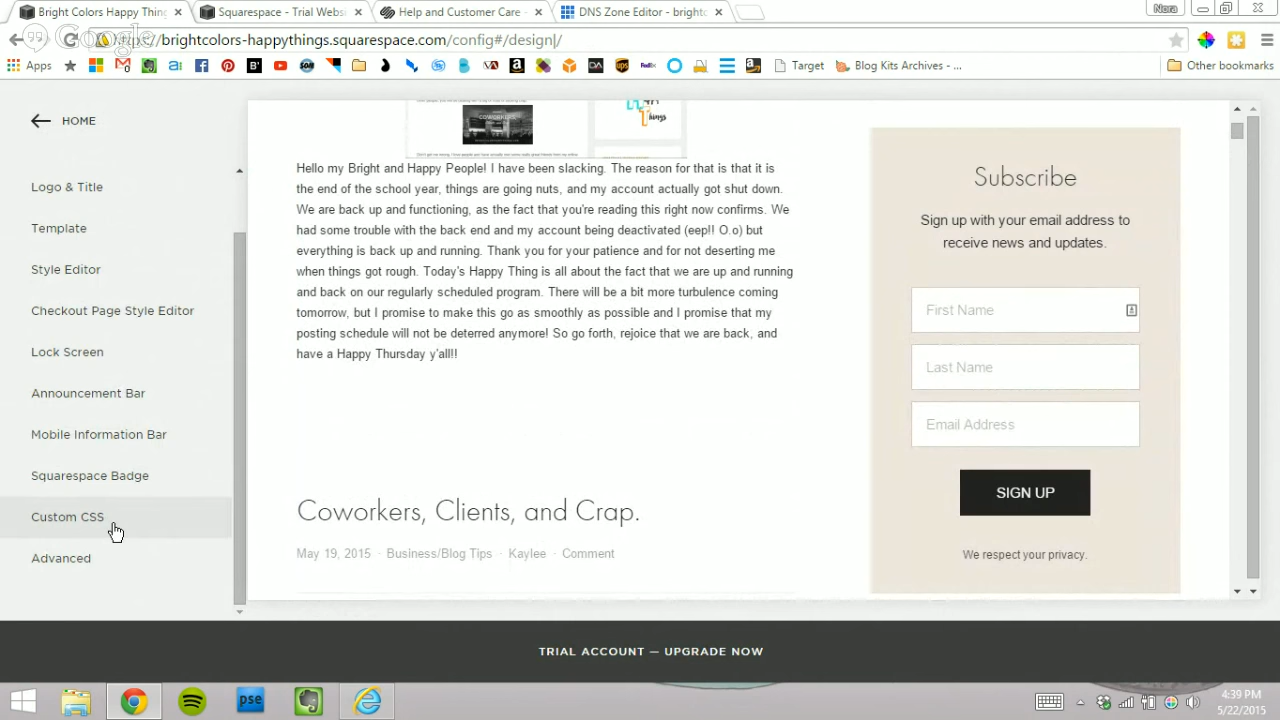 Bright Colors Happy Thing
Squarespace - Trial Websi
Help and Customer Care -
DNS Zone Editor - brightc
Nora
Google
brightcolors-happythings.squarespace.com/config#/design|/
Apps
Target
Blog Kits Archives - ...
Other bookmarks
HOME
Logo & Title
Template
Style Editor
Checkout Page Style Editor
Lock Screen
Announcement Bar
Mobile Information Bar
Squarespace Badge
Custom CSS
Advanced
Things
Hello my Bright and Happy People! I have been slacking. The reason for that is that it is
the end of the school year, things are going nuts, and my account actually got shut down.
We are back up and functioning, as the fact that you're reading this right now confirms. We
had some trouble with the back end and my account being deactivated (eep!! O.o) but
everything is back up and running. Thank you for your patience and for not deserting me
when things got rough. Today's Happy Thing is all about the fact that we are up and running
and back on our regularly scheduled program. There will be a bit more turbulence coming
tomorrow, but I promise to make this go as smoothly as possible and I promise that my
posting schedule will not be deterred anymore! So go forth, rejoice that we are back, and
have a Happy Thursday y'all!!
Coworkers, Clients, and Crap.
May 19, 2015 · Business/Blog Tips · Kaylee · Comment
Subscribe
Sign up with your email address to
receive news and updates.
First Name
Last Name
Email Address
SIGN UP
We respect your privacy.
TRIAL ACCOUNT — UPGRADE NOW
pse
4:39 PM
5/22/2015